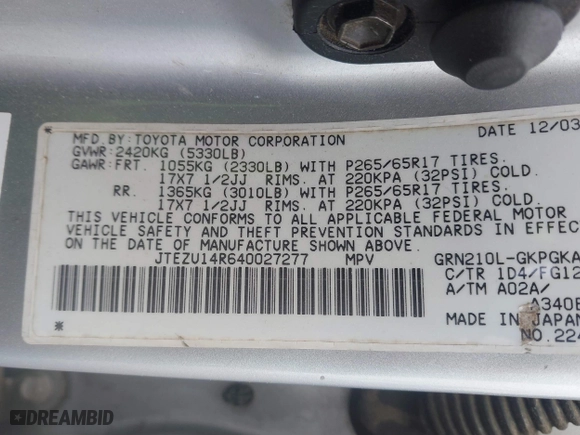 MFD. BY: TOYOTA MOTOR CORPORATION DATE 12/03
GVWR: 2420KG (5330LB)
GAWR: FRT. 1055KG (2330LB) WITH P265/65R17 TIRES.
17X7 1/2JJ RIMS. AT 220KPA (32PSI) COLD.
RR. 1365KG (3010LB) WITH P265/65R17 TIRES.
17X7 1/2JJ RIMS. AT 220KPA (32PSI) COLD.
THIS VEHICLE CONFORMS TO ALL APPLICABLE FEDERAL MOTOR
VEHICLE SAFETY AND THEFT PREVENTION STANDARDS IN EFFEC
ON THE DATE OF MANUFACTURE SHOWN ABOVE.
JTEZU14R640027277 MPV GRN210L-GKPGKA
C/TR 1D4/FG12
A/TM A02A/
A340
MADE IN JAPAN
NO.224
DREAMBID